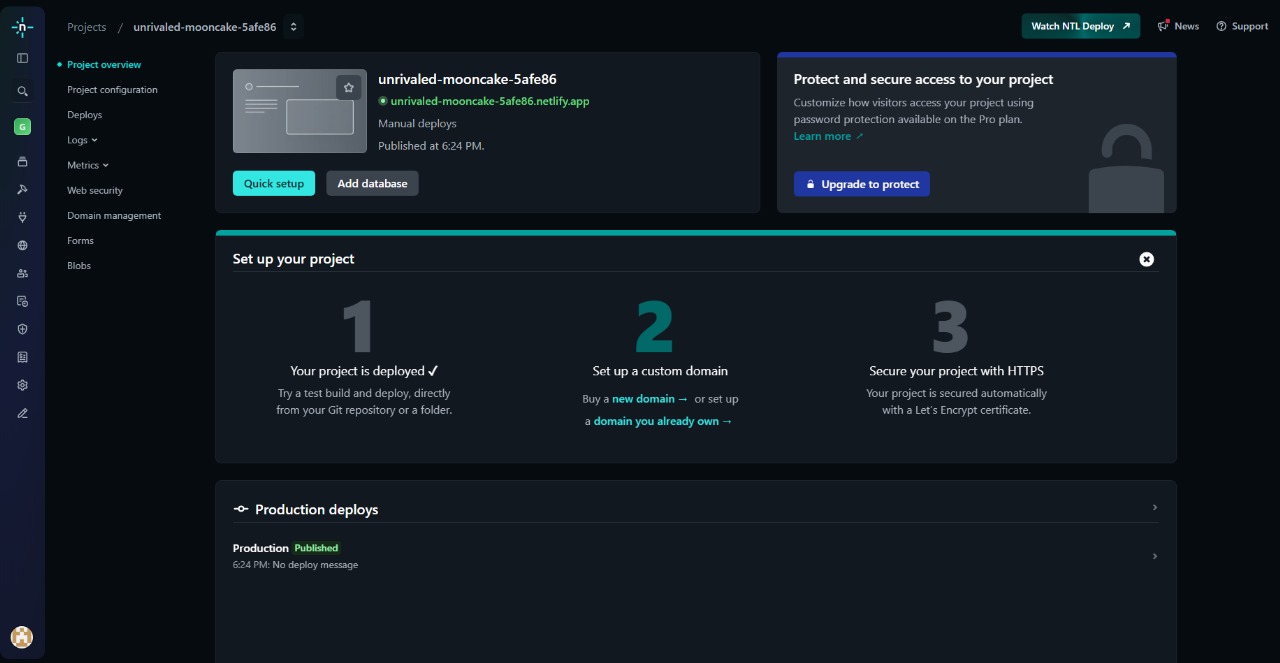 Projects / unrivaled-mooncake-5afe86
Watch NTL Deploy ↗
News
Support
G
Project overview
Project configuration
Deploys
Logs
Metrics
Web security
Domain management
Forms
Blobs
unrivaled-mooncake-5afe86
unrivaled-mooncake-5afe86.netlify.app
Manual deploys
Published at 6:24 PM.
Quick setup
Add database
Protect and secure access to your project
Customize how visitors access your project using
password protection available on the Pro plan.
Learn more ↗
Upgrade to protect
Set up your project
1
Your project is deployed ✓
Try a test build and deploy, directly
from your Git repository or a folder.
2
Set up a custom domain
Buy a new domain → or set up
a domain you already own →
3
Secure your project with HTTPS
Your project is secured automatically
with a Let's Encrypt certificate.
Production deploys
Production Published
6:24 PM: No deploy message